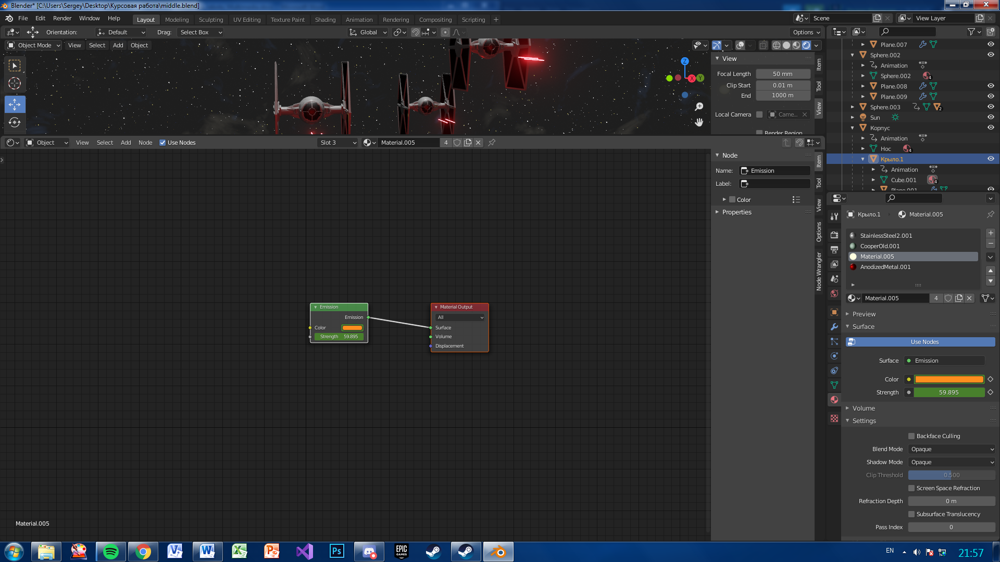 Blender* [C:\Users\Sergey\Desktop\Курсовая работа\middle.blend]
File Edit Render Window Help Layout Modeling Sculpting UV Editing Texture Paint Shading Animation Rendering Compositing Scripting + Scene View Layer
Orientation: Default Drag: Select Box Global Options
Object Mode View Select Add Object
View
Focal Length 50 mm
Clip Start 0.01 m
End 1000 m
Local Camera Came...
Render Region
Item
Tool
View
Z
X
Y
Plane.007
Sphere.002
Animation
Sphere.002 4
Plane.008
Plane.009
Sphere.003 2
Sun
Корпус
Animation
Нос 4
Крыло.1
Animation
Cube.001 4
Plane.001
Object View Select Add Node Use Nodes Slot 3 Material.005 4
Node
Name: Emission
Label:
Color
Properties
Item
Tool
View
Options
Node Wrangler
Emission
Emission
Color
Strength 59.895
Material Output
All
Surface
Volume
Displacement
Material.005
Крыло.1 Material.005
StainlessSteel2.001
CooperOld.001
Material.005
AnodizedMetal.001
Material.005 4
Preview
Surface
Use Nodes
Surface Emission
Color
Strength 59.895
Volume
Settings
Backface Culling
Blend Mode Opaque
Shadow Mode Opaque
Clip Threshold 0.500
Screen Space Refraction
Refraction Depth 0 m
Subsurface Translucency
Pass Index 0
Ps
EPIC GAMES
EN
21:57